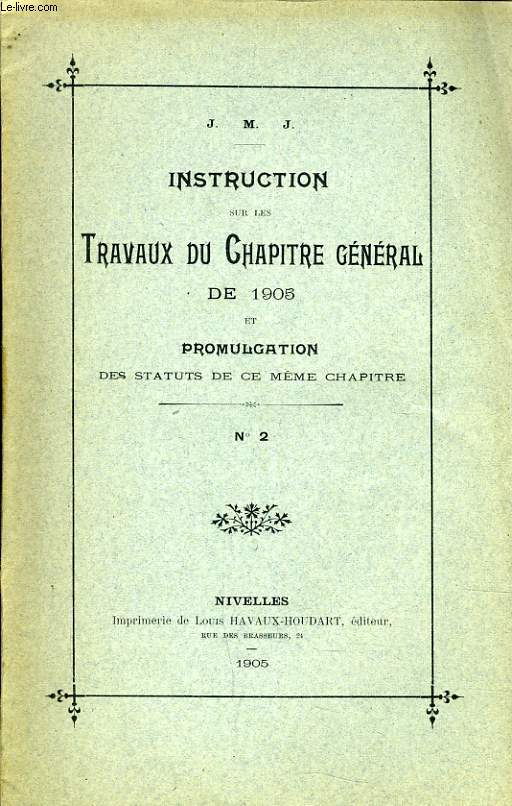 Le-livre.com
J. M. J.
INSTRUCTION
SUR LES
TRAVAUX DU CHAPITRE GÉNÉRAL
DE 1905
ET
PROMULGATION
DES STATUTS DE CE MÊME CHAPITRE
N° 2
NIVELLES
Imprimerie de Louis HAVAUX-HOUDART, éditeur,
RUE DES BRASSEURS, 24
1905